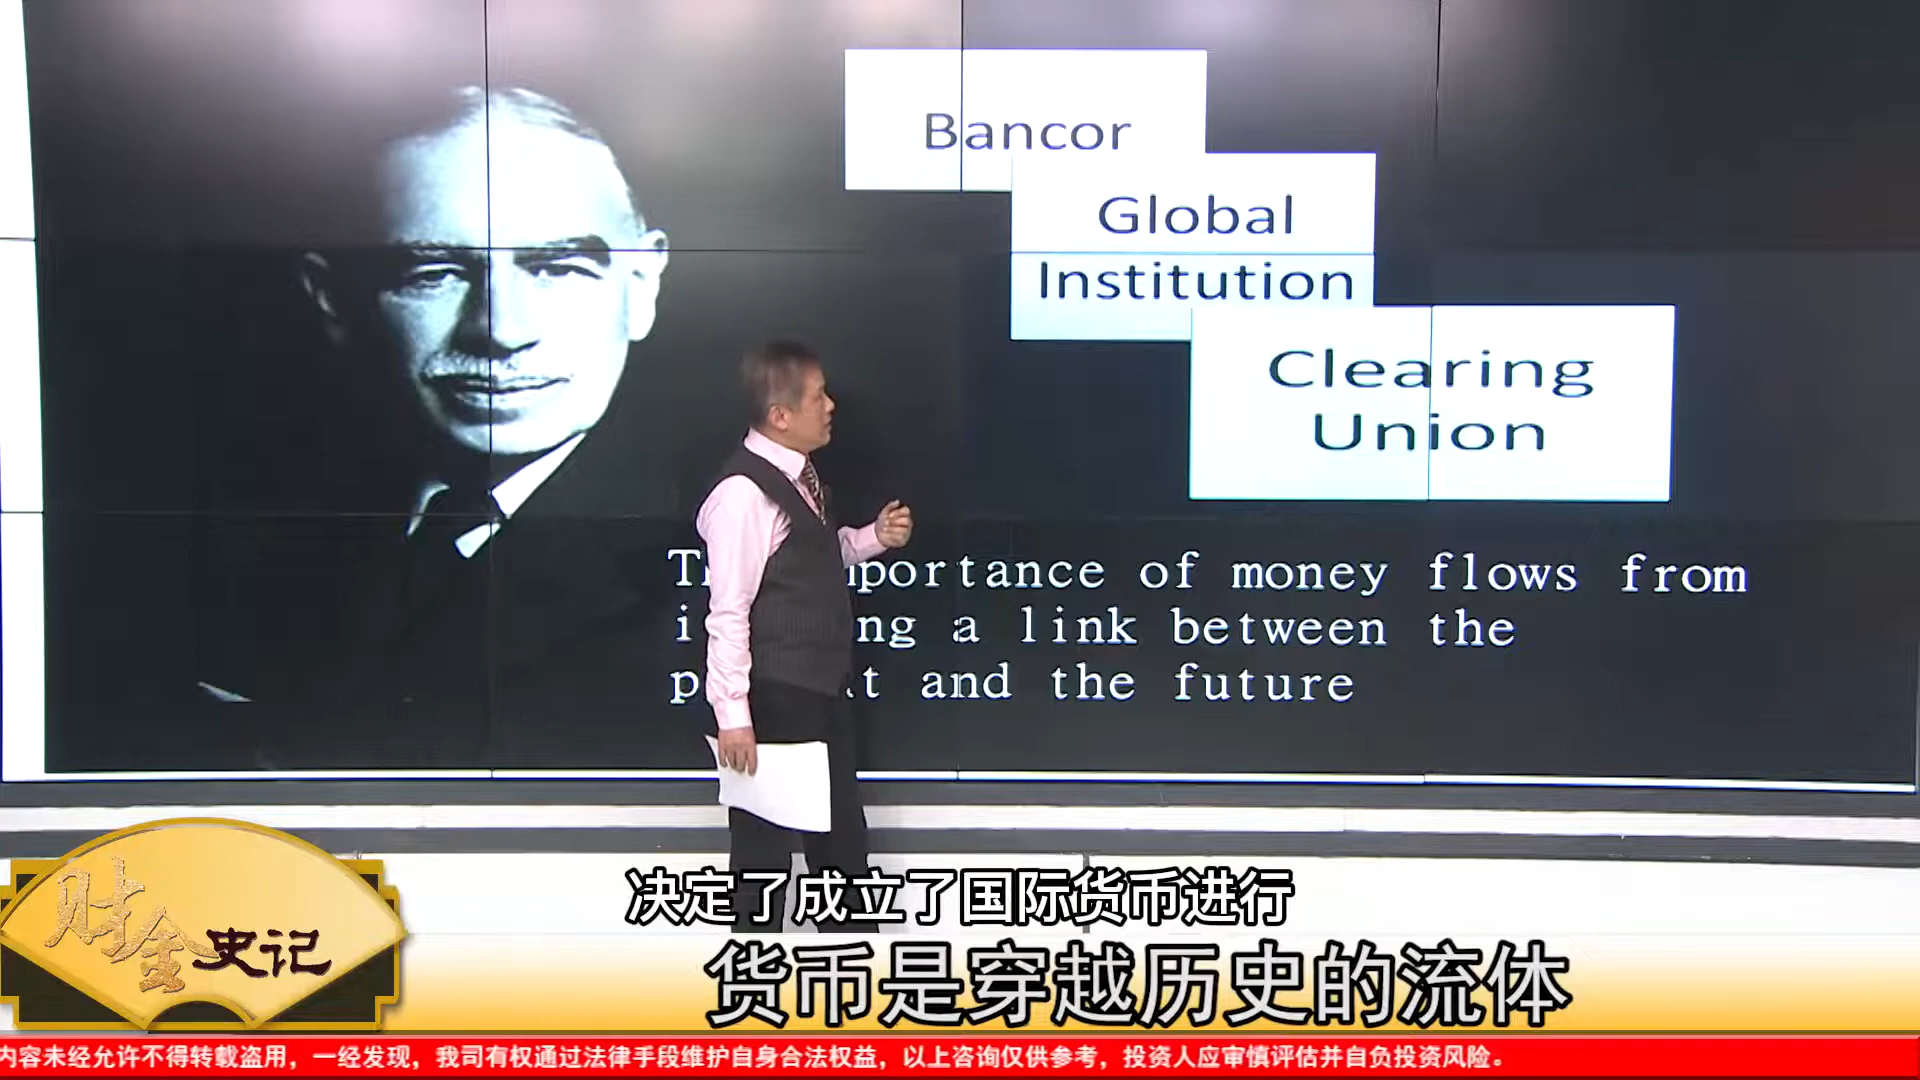 Bancor
Global
Institution
Clearing
Union
importance of money flows from
a link between the
and the future
决定了成立了国际货币进行
财金史记
货币是穿越历史的流体
内容未经允许不得转载盗用，一经发现，我司有权通过法律手段维护自身合法权益，以上咨询仅供参考，投资人应审慎评估并自负投资风险。